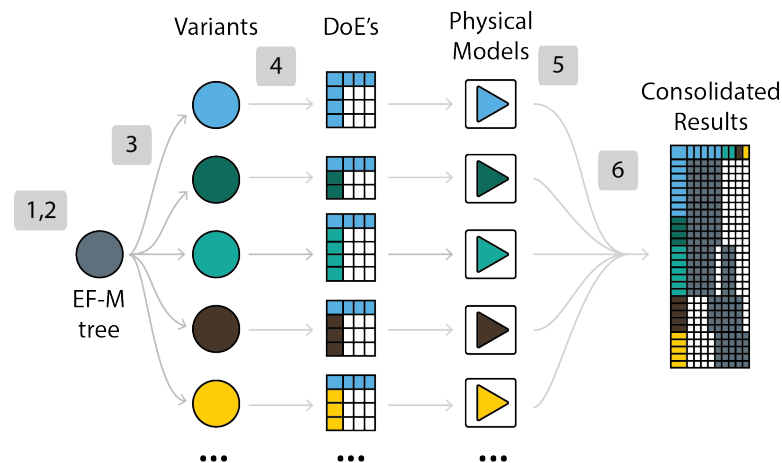 Variants
DoE's
Physical
Models
4
5
Consolidated
Results
3
6
1,2
EF-M
tree
...
...
...